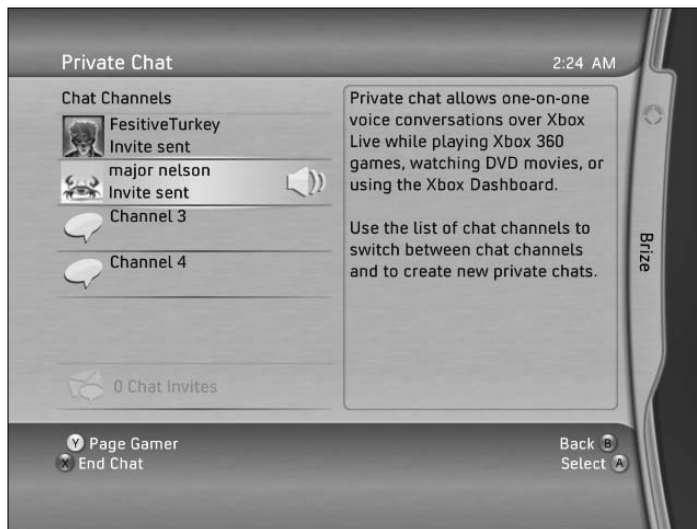 Private Chat
2:24 AM
Chat Channels
FesitiveTurkey
Invite sent
major nelson
Invite sent
Channel 3
Channel 4
0 Chat Invites
Private chat allows one-on-one
voice conversations over Xbox
Live while playing Xbox 360
games, watching DVD movies, or
using the Xbox Dashboard.
Use the list of chat channels to
switch between chat channels
and to create new private chats.
Brize
Y Page Gamer
X End Chat
Back B
Select A